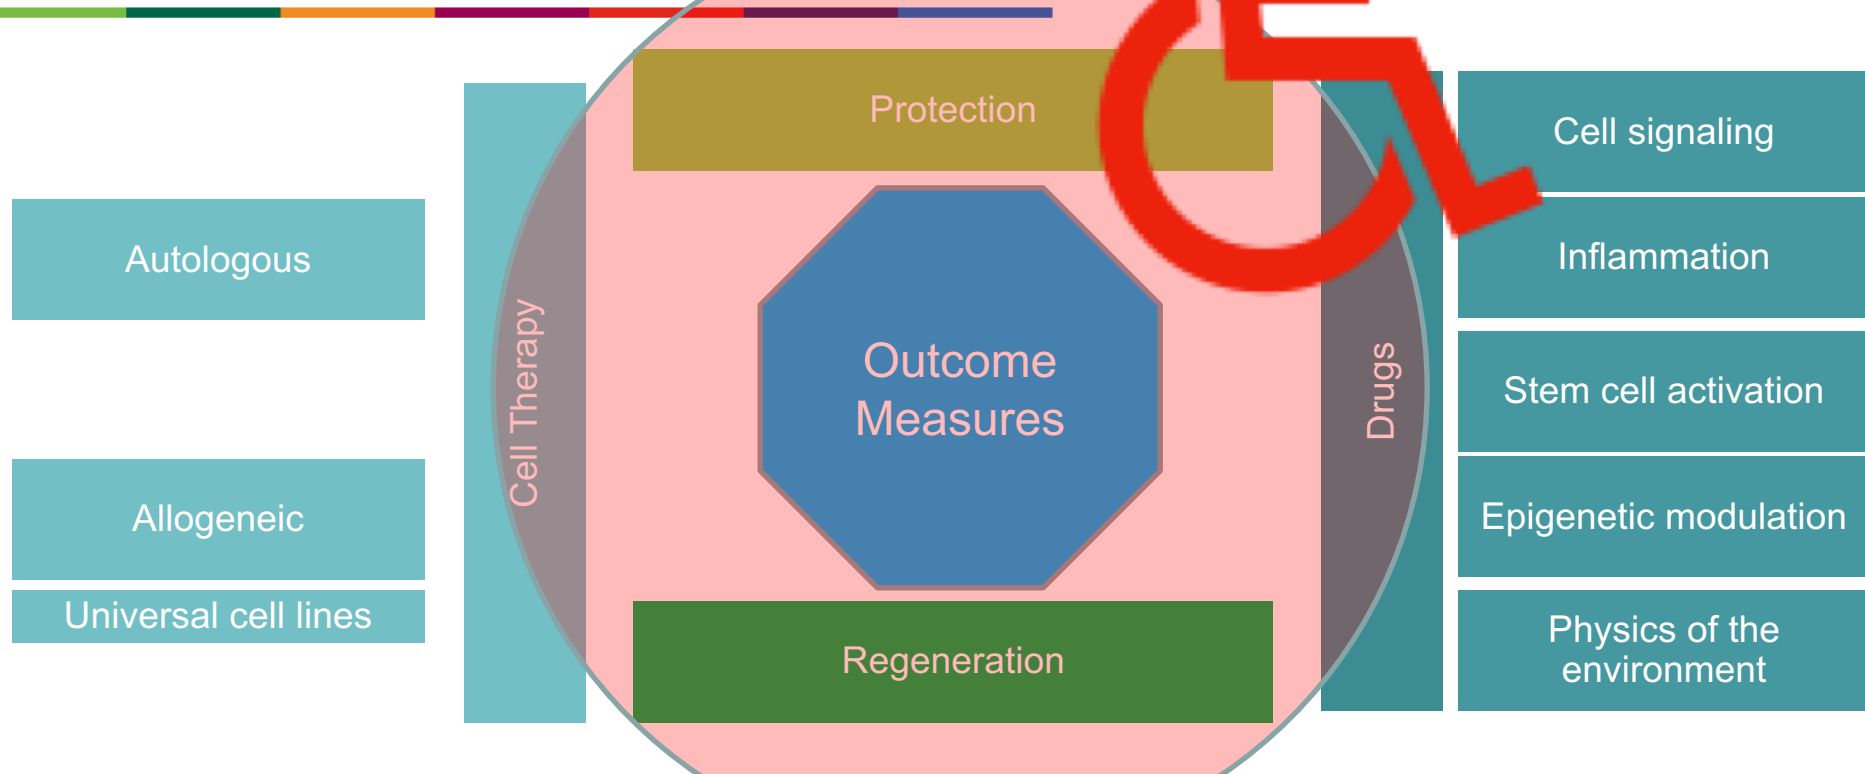 Protection
Cell signaling
Autologous
Inflammation
Cell Therapy
Outcome
Measures
Drugs
Stem cell activation
Allogeneic
Epigenetic modulation
Universal cell lines
Regeneration
Physics of the
environment